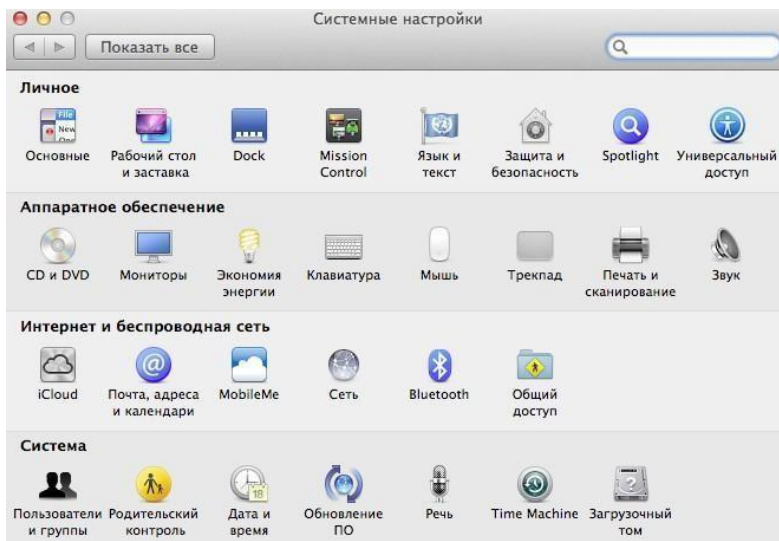 Системные настройки
Показать все
Личное
File
New
Основные
Рабочий стол
и заставка
Dock
Mission
Control
Язык и
текст
Защита и
безопасность
Spotlight
Универсальный
доступ
Аппаратное обеспечение
CD и DVD
Мониторы
Экономия
энергии
Клавиатура
Мышь
Трекпад
Печать и
сканирование
Звук
Интернет и беспроводная сеть
iCloud
Почта, адреса
и календари
MobileMe
Сеть
Bluetooth
Общий
доступ
Система
Пользователи
и группы
Родительский
контроль
18
Дата и
время
Обновление
ПО
Речь
Time Machine
Загрузочный
том